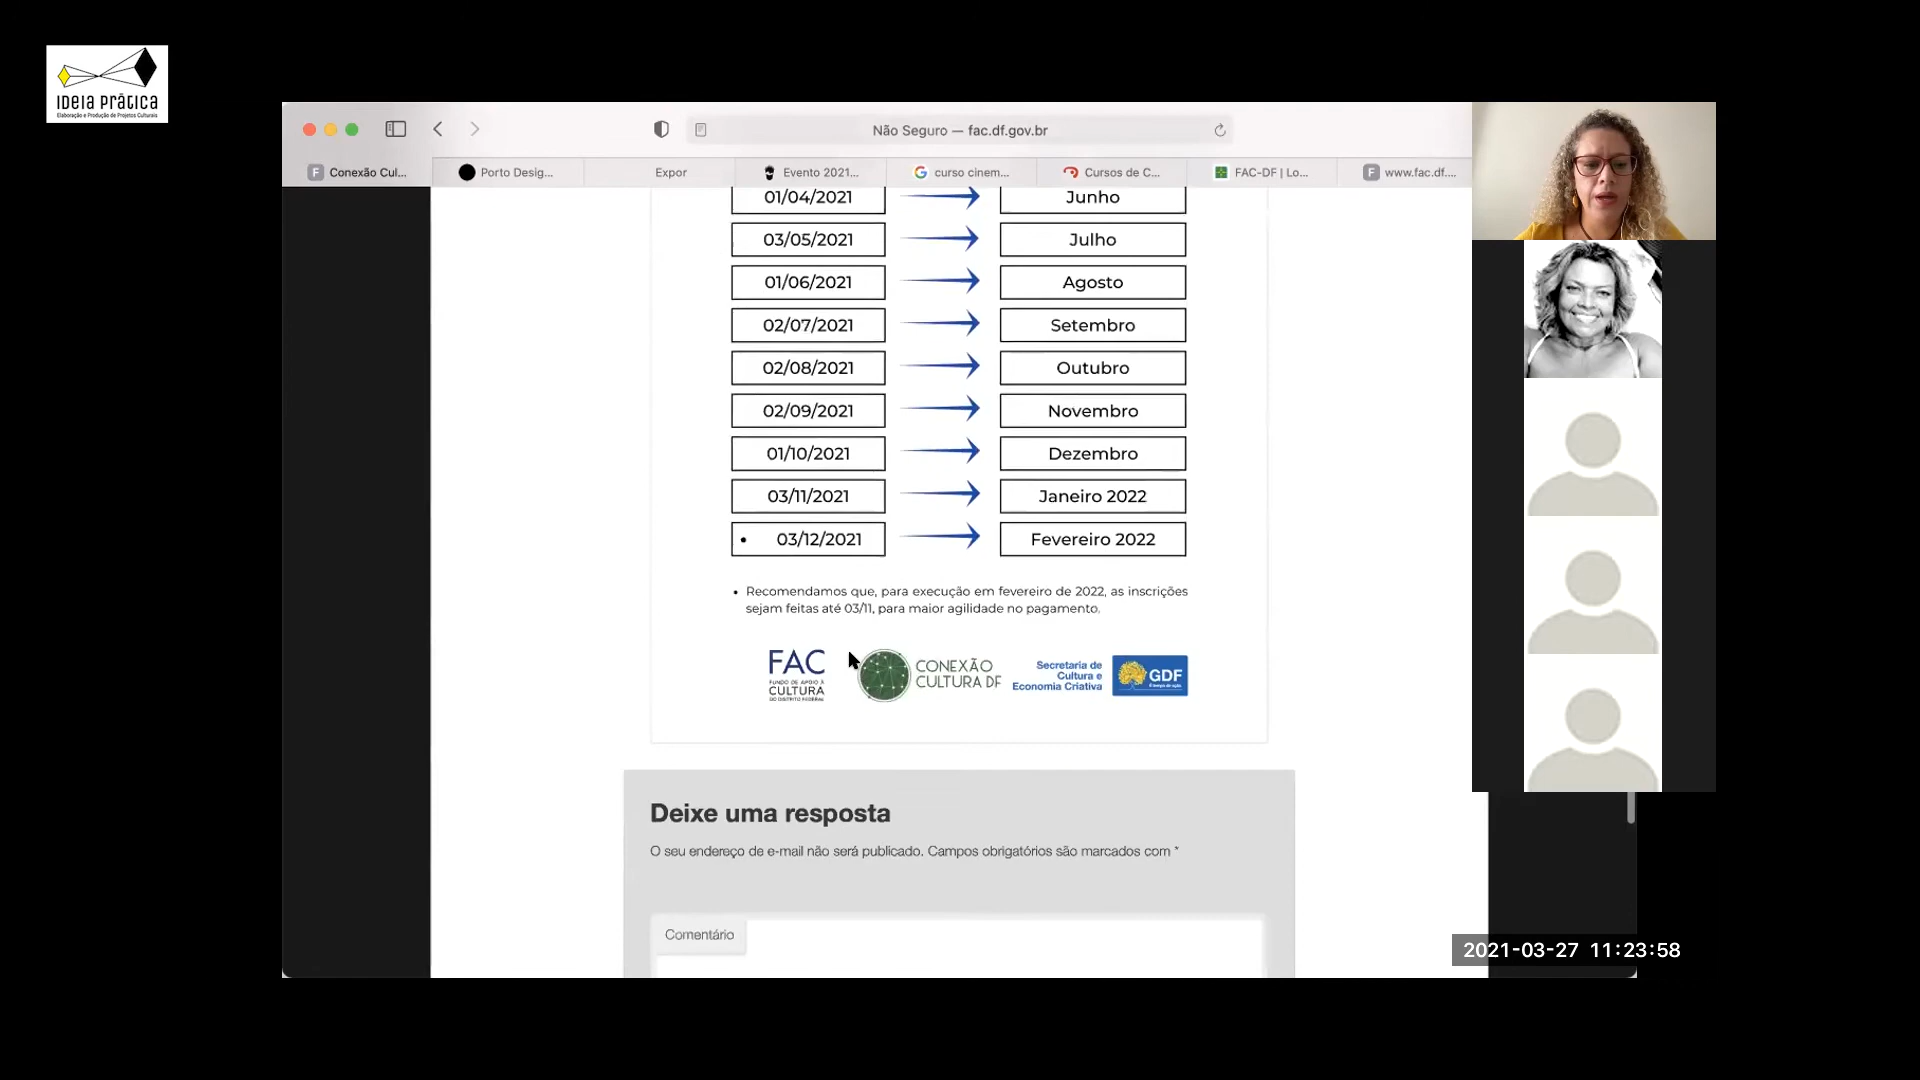 IDEIA PRÁTICA
Elaboração e Produção de Projetos Culturais
Não Seguro — fac.df.gov.br
Conexão Cul...
Porto Desig...
Expor
Evento 2021...
curso cinem...
Cursos de C...
FAC-DF | Lo...
www.fac.df....
01/04/2021 Junho
03/05/2021 Julho
01/06/2021 Agosto
02/07/2021 Setembro
02/08/2021 Outubro
02/09/2021 Novembro
01/10/2021 Dezembro
03/11/2021 Janeiro 2022
• 03/12/2021 Fevereiro 2022
• Recomendamos que, para execução em fevereiro de 2022, as inscrições
sejam feitas até 03/11, para maior agilidade no pagamento.
FAC
FUNDO DE APOIO À
CULTURA
DO DISTRITO FEDERAL
CONEXÃO
CULTURA DF
Secretaria de
Cultura e
Economia Criativa
GDF
Deixe uma resposta
O seu endereço de e-mail não será publicado. Campos obrigatórios são marcados com *
Comentário
2021-03-27 11:23:58